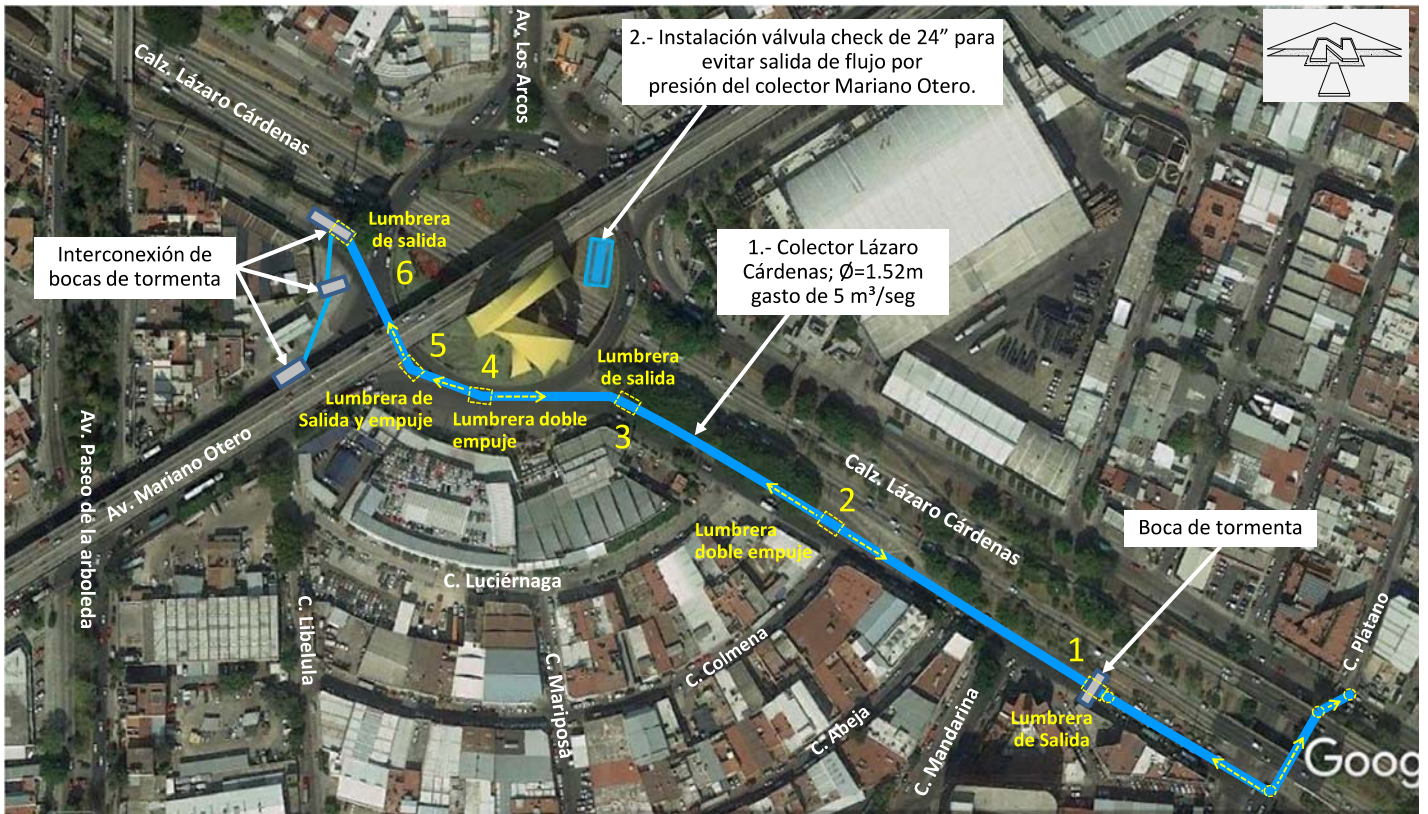 2.- Instalación válvula check de 24” para
evitar salida de flujo por
presión del colector Mariano Otero.
Av. Los Arcos
Calz. Lázaro Cárdenas
N
Interconexión de
bocas de tormenta
Lumbrera
de salida
6
1.- Colector Lázaro
Cárdenas; Ø=1.52m
gasto de 5 m³/seg
5
4
Lumbrera
de salida
Lumbrera de
Salida y empuje
Lumbrera doble
empuje
3
Av. Mariano Otero
Av. Paseo de la arboleda
Calz. Lázaro Cárdenas
2
Lumbrera
doble empuje
Boca de tormenta
C. Luciérnaga
C. Libelula
C. Mariposa
C. Colmena
C. Abeja
C. Mandarina
1
Lumbrera
de Salida
C. Platano
Goog